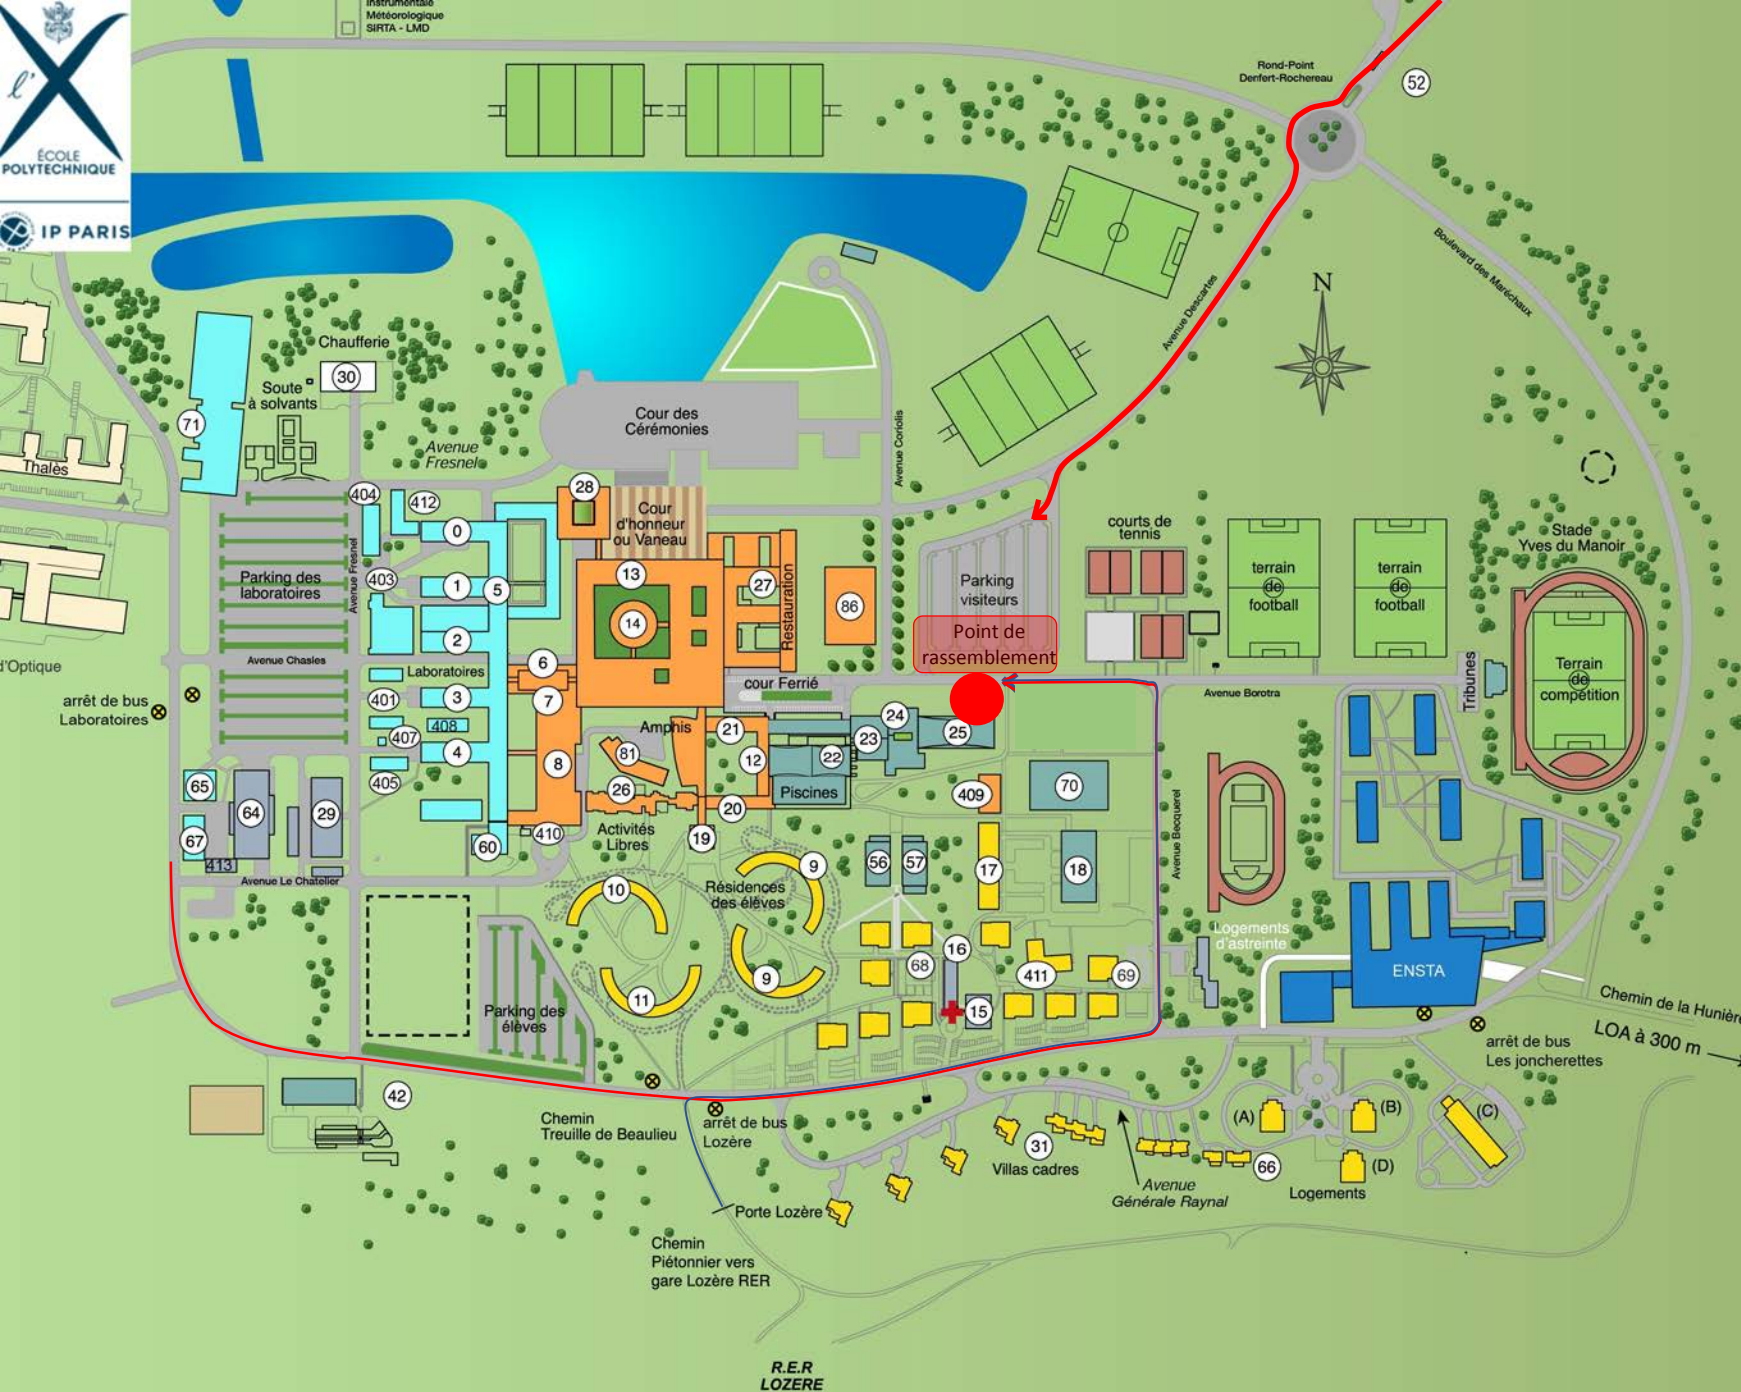 Instrumentale
Météorologique
SIRTA - LMD
l'X
ÉCOLE
POLYTECHNIQUE
IP PARIS
Rond-Point
Denfert-Rochereau
52
Boulevard des Maréchaux
Avenue Descartes
N
Chaufferie
30
Soute
à solvants
71
Thalès
Avenue
Fresnel
Cour des
Cérémonies
Avenue Coriolis
404
412
28
Cour
d'honneur
ou Vaneau
0
403
Avenue Fresnel
Parking des
laboratoires
1
5
13
14
27
Restauration
86
Parking
visiteurs
Point de
rassemblement
courts de
tennis
terrain
de
football
terrain
de
football
Stade
Yves du Manoir
Terrain
de
compétition
Tribunes
2
Avenue Chasles
Laboratoires
6
7
3
401
408
407
4
405
d'Optique
arrêt de bus
Laboratoires
cour Ferrié
Avenue Borotra
Amphis
21
24
23
25
22
12
81
8
26
Piscines
20
19
Activités
Libres
410
60
65
64
29
67
413
Avenue Le Chatelier
409
70
Avenue Becquerel
56
57
17
18
9
10
Résidences
des élèves
9
11
16
68
15
411
69
Logements
d'astreinte
ENSTA
Parking des
élèves
Chemin de la Hunière
LOA à 300 m
arrêt de bus
Les joncherettes
42
Chemin
Treuille de Beaulieu
arrêt de bus
Lozère
31
Villas cadres
66
Avenue
Générale Raynal
(A)
(B)
(C)
(D)
Logements
Porte Lozère
Chemin
Piétonnier vers
gare Lozère RER
R.E.R
LOZERE